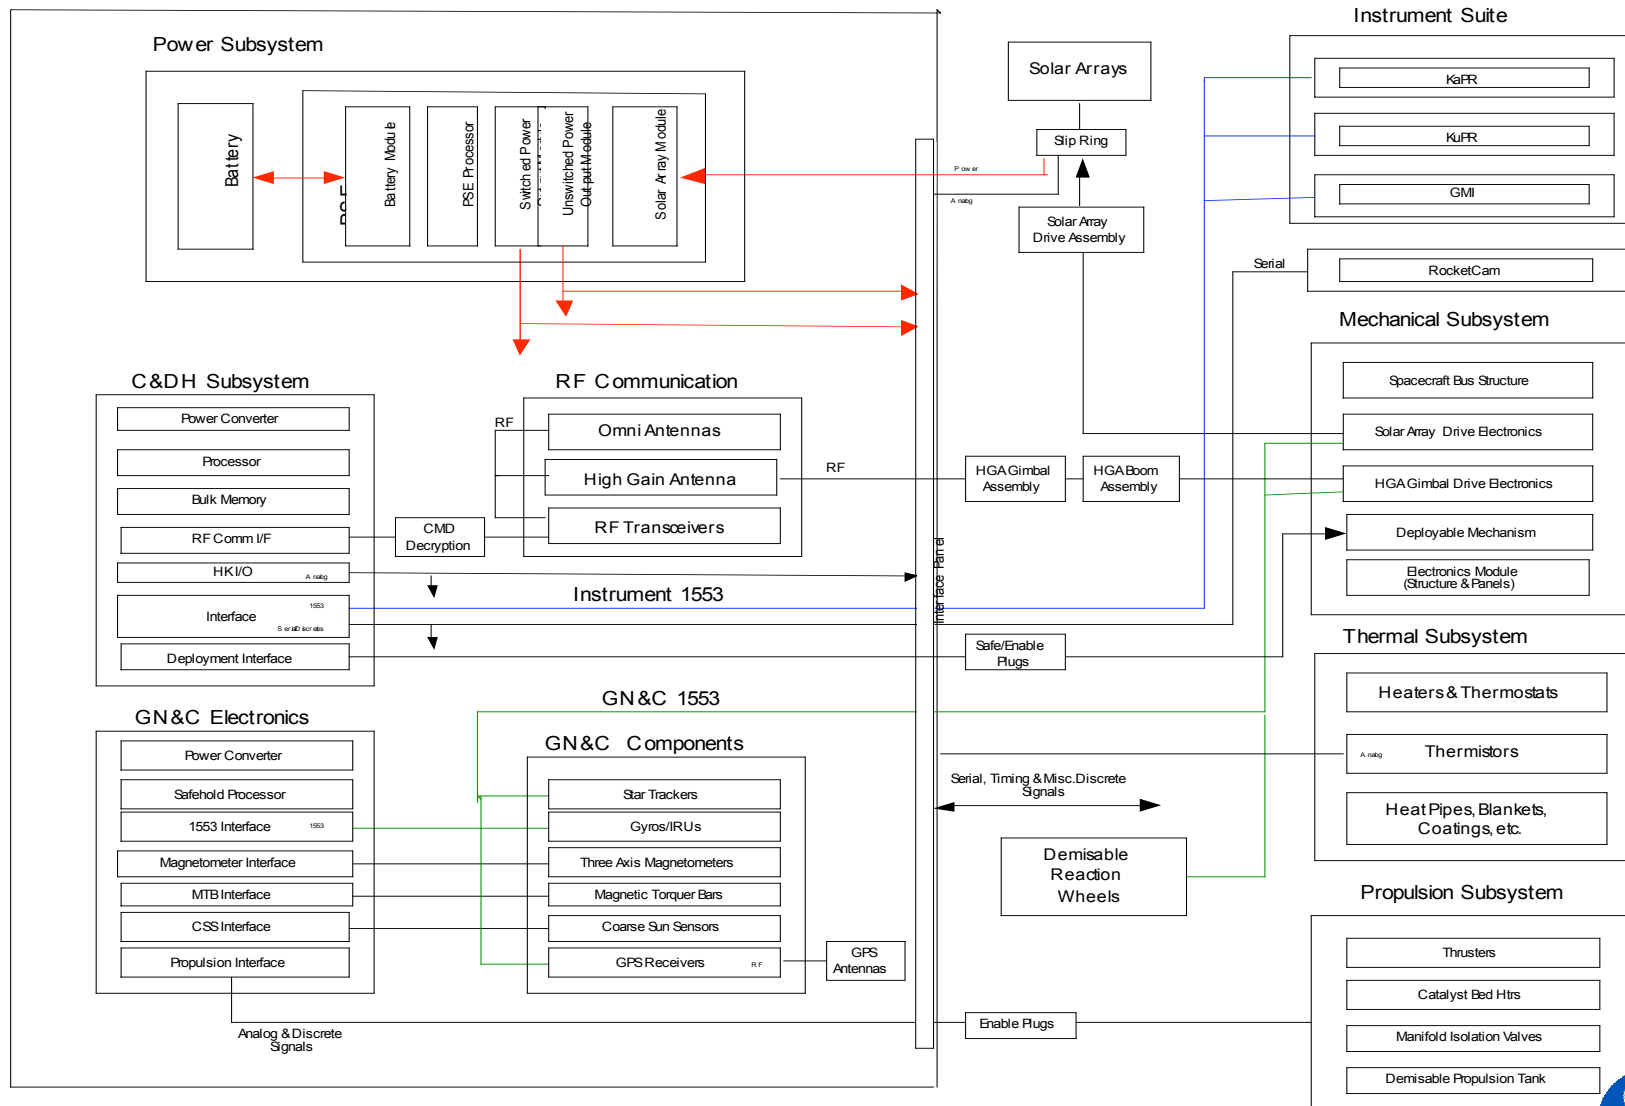 Instrument Suite
Power Subsystem
Solar Arrays
KaPR
Slip Ring
KuPR
Battery
Battery Module
PSE Processor
Switched Power
Unswitched Power
Output Module
Solar Array Module
Power
Analog
GMI
Solar Array
Drive Assembly
Serial
RocketCam
Mechanical Subsystem
C&DH Subsystem
RF Communication
Spacecraft Bus Structure
Power Converter
RF
Omni Antennas
Solar Array Drive Electronics
Processor
High Gain Antenna
RF
HGA Gimbal
Assembly
HGA Boom
Assembly
HGA Gimbal Drive Electronics
Bulk Memory
RF Comm I/F
CMD
Decryption
RF Transceivers
Deployable Mechanism
HK I/O
Analog
Interface Panel
Electronics Module
(Structure & Panels)
Instrument 1553
1553
Interface
Serial/Discretes
Thermal Subsystem
Deployment Interface
Safe/Enable
Plugs
Heaters & Thermostats
GN&C 1553
GN&C Electronics
GN&C Components
Analog
Thermistors
Power Converter
Serial, Timing & Misc.Discrete
Signals
Safehold Processor
Star Trackers
Heat Pipes, Blankets,
Coatings, etc.
1553 Interface
1553
Gyros/IRUs
Magnetometer Interface
Three Axis Magnetometers
Demisable
Reaction
Wheels
MTB Interface
Magnetic Torquer Bars
Propulsion Subsystem
CSS Interface
Coarse Sun Sensors
Propulsion Interface
GPS Receivers
RF
GPS
Antennas
Thrusters
Catalyst Bed Htrs
Analog & Discrete
Signals
Enable Plugs
Manifold Isolation Valves
Demisable Propulsion Tank